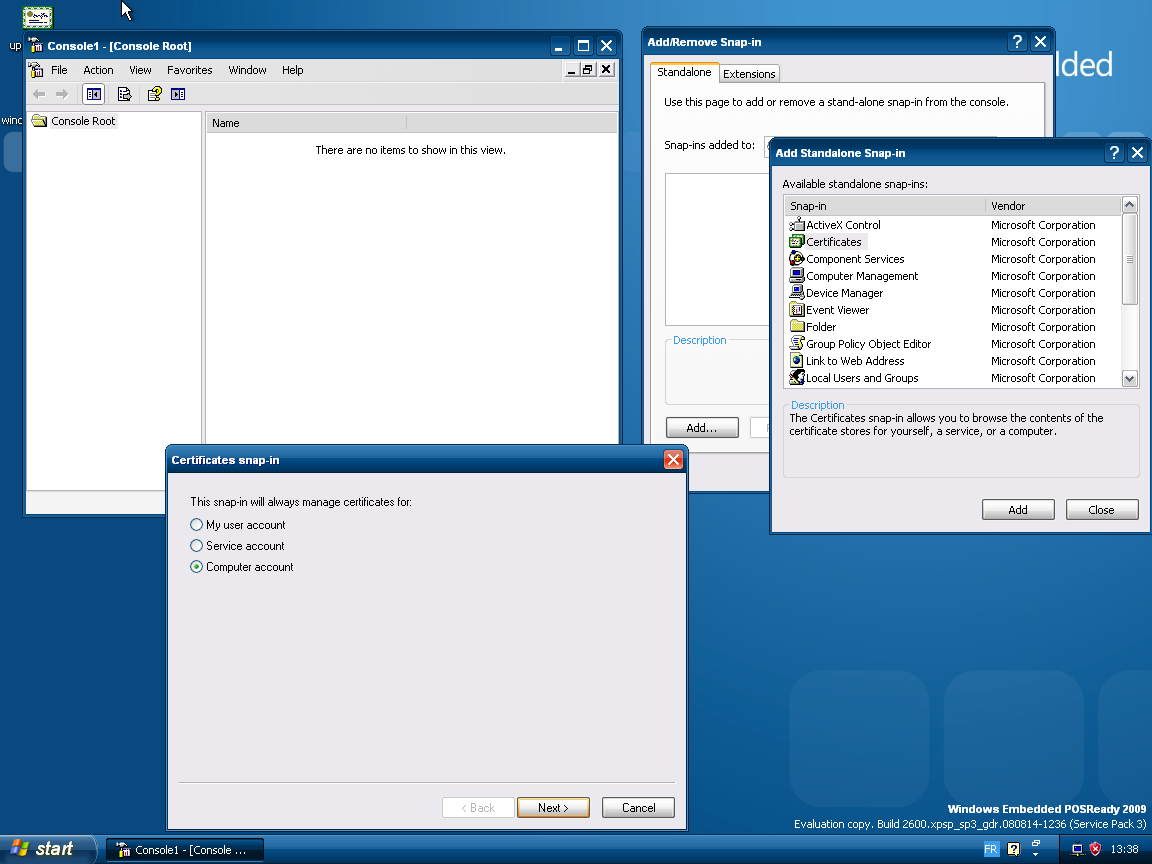 up
Console1 - [Console Root]
File Action View Favorites Window Help
Console Root
Name
There are no items to show in this view.
Add/Remove Snap-in
Standalone
Extensions
Use this page to add or remove a stand-alone snap-in from the console.
Snap-ins added to:
Description
Add...
Add Standalone Snap-in
Available standalone snap-ins:
Snap-in Vendor
ActiveX Control Microsoft Corporation
Certificates Microsoft Corporation
Component Services Microsoft Corporation
Computer Management Microsoft Corporation
Device Manager Microsoft Corporation
Event Viewer Microsoft Corporation
Folder Microsoft Corporation
Group Policy Object Editor Microsoft Corporation
Link to Web Address Microsoft Corporation
Local Users and Groups Microsoft Corporation
Description
The Certificates snap-in allows you to browse the contents of the
certificate stores for yourself, a service, or a computer.
Add Close
Certificates snap-in
This snap-in will always manage certificates for:
My user account
Service account
Computer account
< Back Next > Cancel
dded
winc
Windows Embedded POSReady 2009
Evaluation copy. Build 2600.xpsp_sp3_gdr.080814-1236 (Service Pack 3)
start
Console1 - [Console ...
FR
13:38